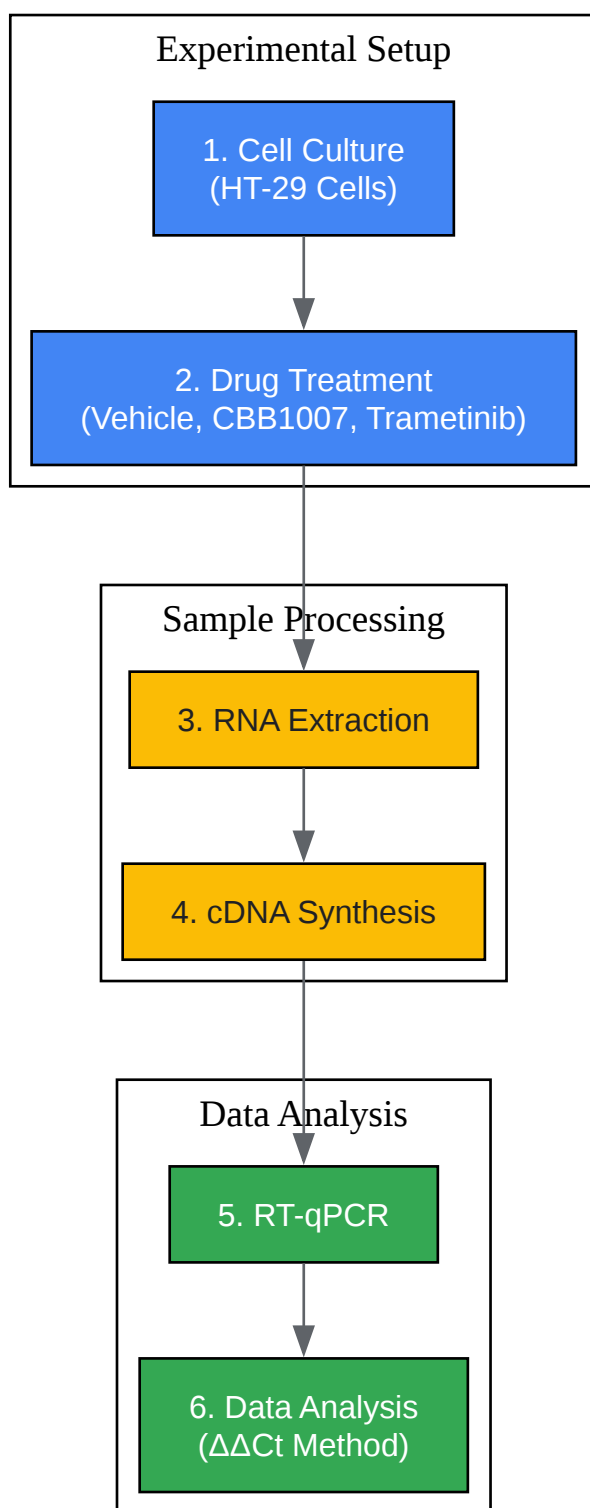 Experimental Setup
1. Cell Culture
(HT-29 Cells)
2. Drug Treatment
(Vehicle, CBB1007, Trametinib)
Sample Processing
3. RNA Extraction
4. cDNA Synthesis
Data Analysis
5. RT-qPCR
6. Data Analysis
(ΔΔCt Method)